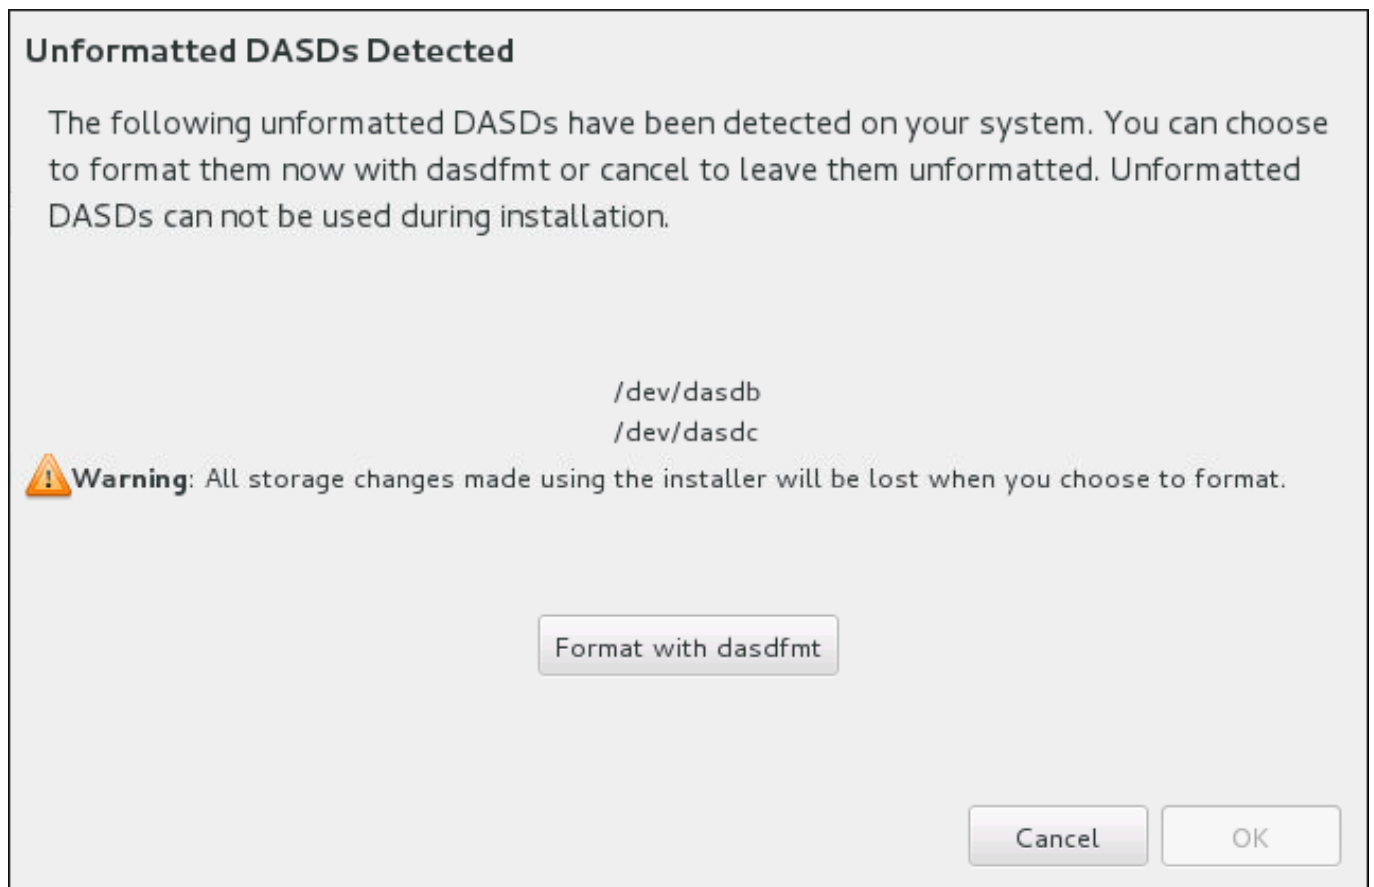 Unformatted DASDs Detected
The following unformatted DASDs have been detected on your system. You can choose
to format them now with dasdfmt or cancel to leave them unformatted. Unformatted
DASDs can not be used during installation.
/dev/dasdb
/dev/dasdc
Warning: All storage changes made using the installer will be lost when you choose to format.
Format with dasdfmt
Cancel
OK